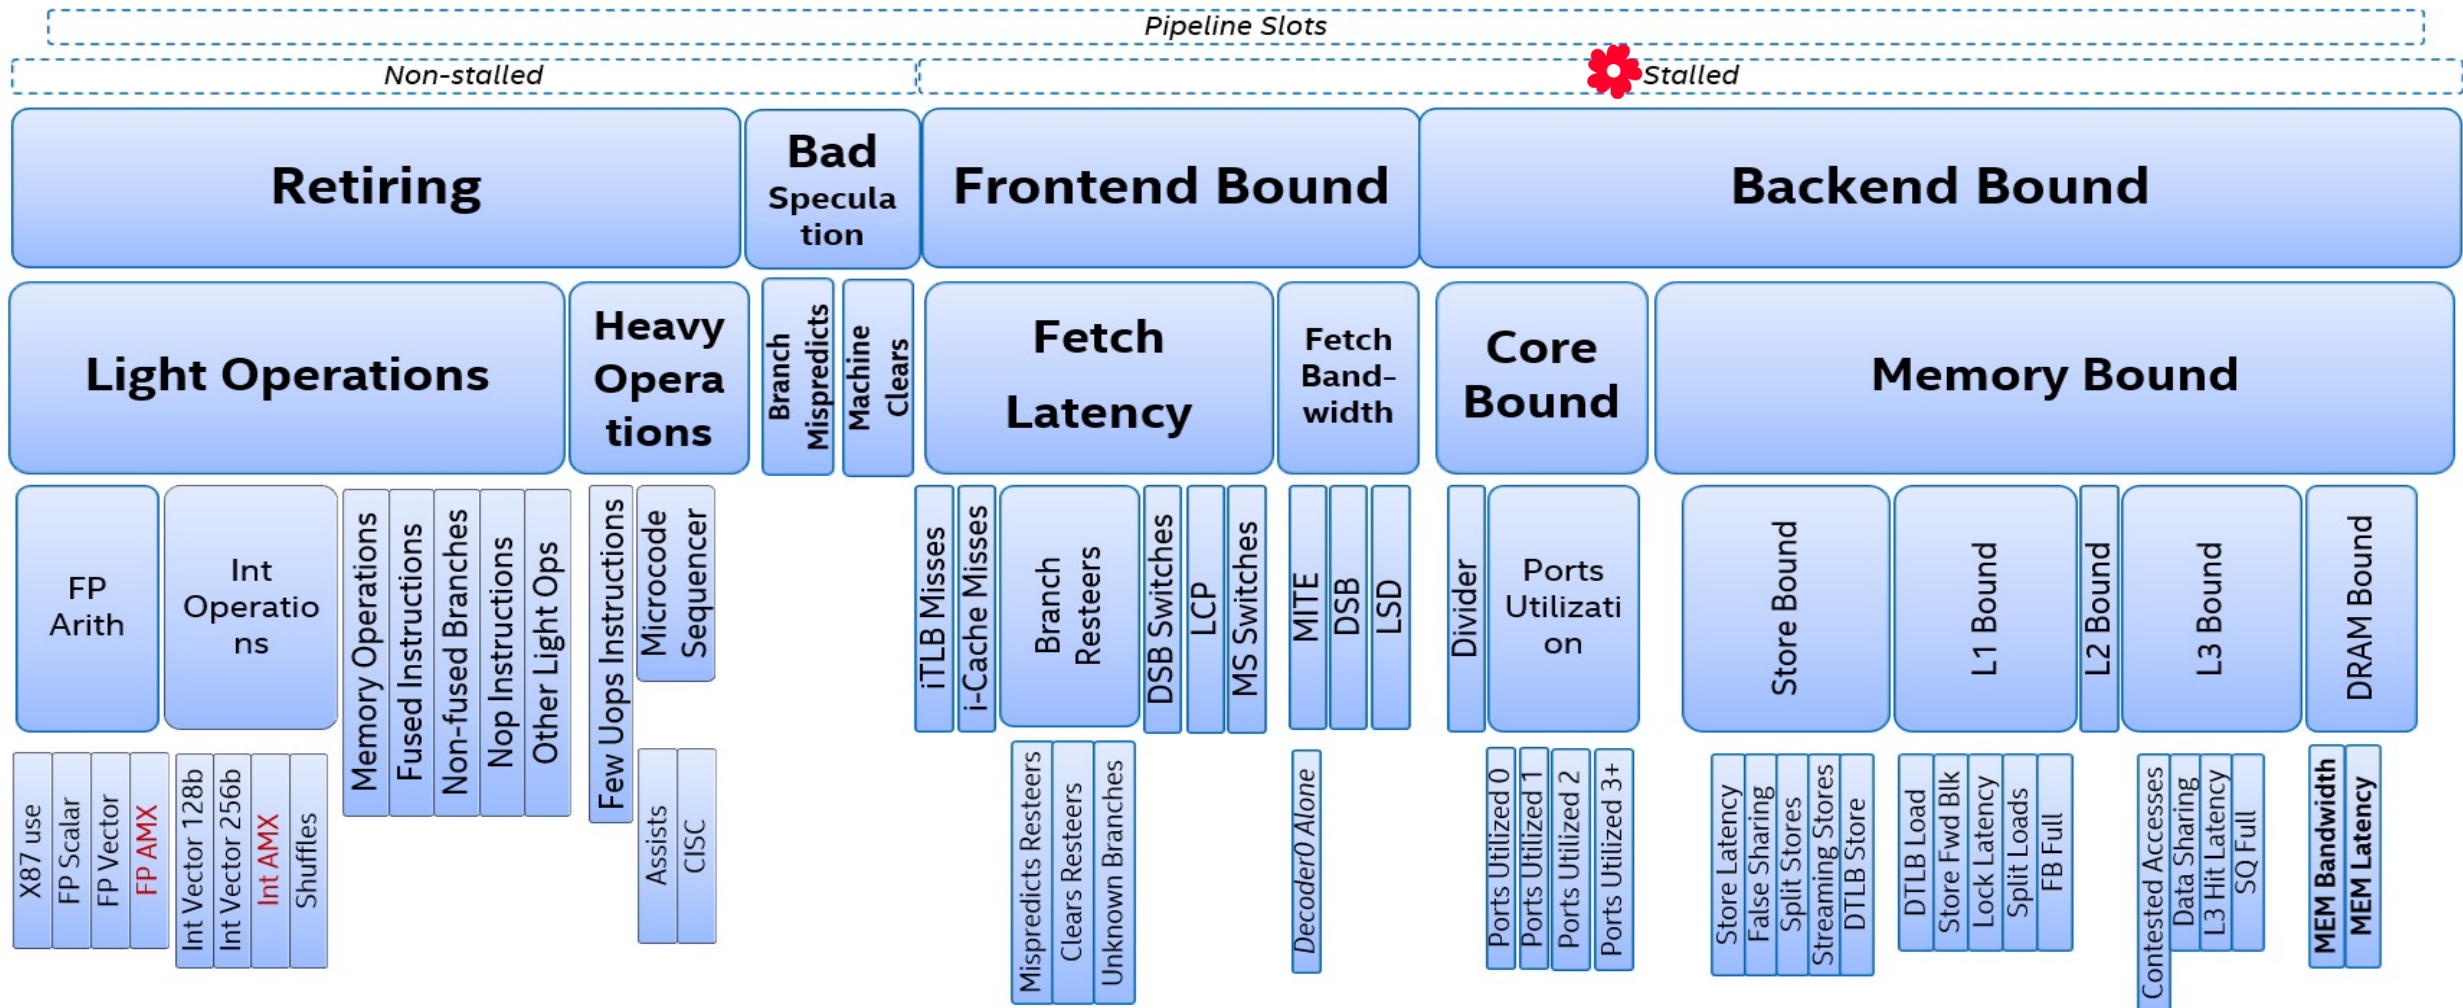 Pipeline Slots
Non-stalled
Stalled
Retiring
Bad
Specula
tion
Frontend Bound
Backend Bound
Light Operations
Heavy
Opera
tions
Branch
Mispredicts
Machine
Clears
Fetch
Latency
Fetch
Band-
width
Core
Bound
Memory Bound
FP
Arith
Int
Operatio
ns
Memory Operations
Fused Instructions
Non-fused Branches
Nop Instructions
Other Light Ops
Few Uops Instructions
Microcode
Sequencer
iTLB Misses
i-Cache Misses
Branch
Resteers
DSB Switches
LCP
MS Switches
MITE
DSB
LSD
Divider
Ports
Utilizati
on
Store Bound
L1 Bound
L2 Bound
L3 Bound
DRAM Bound
X87 use
FP Scalar
FP Vector
FP AMX
Int Vector 128b
Int Vector 256b
Int AMX
Shuffles
Assists
CISC
Mispredicts Resteers
Clears Resteers
Unknown Branches
Decoder0 Alone
Ports Utilized 0
Ports Utilized 1
Ports Utilized 2
Ports Utilized 3+
Store Latency
False Sharing
Split Stores
Streaming Stores
DTLB Store
DTLB Load
Store Fwd Blk
Lock Latency
Split Loads
FB Full
Contested Accesses
Data Sharing
L3 Hit Latency
SQ Full
MEM Bandwidth
MEM Latency